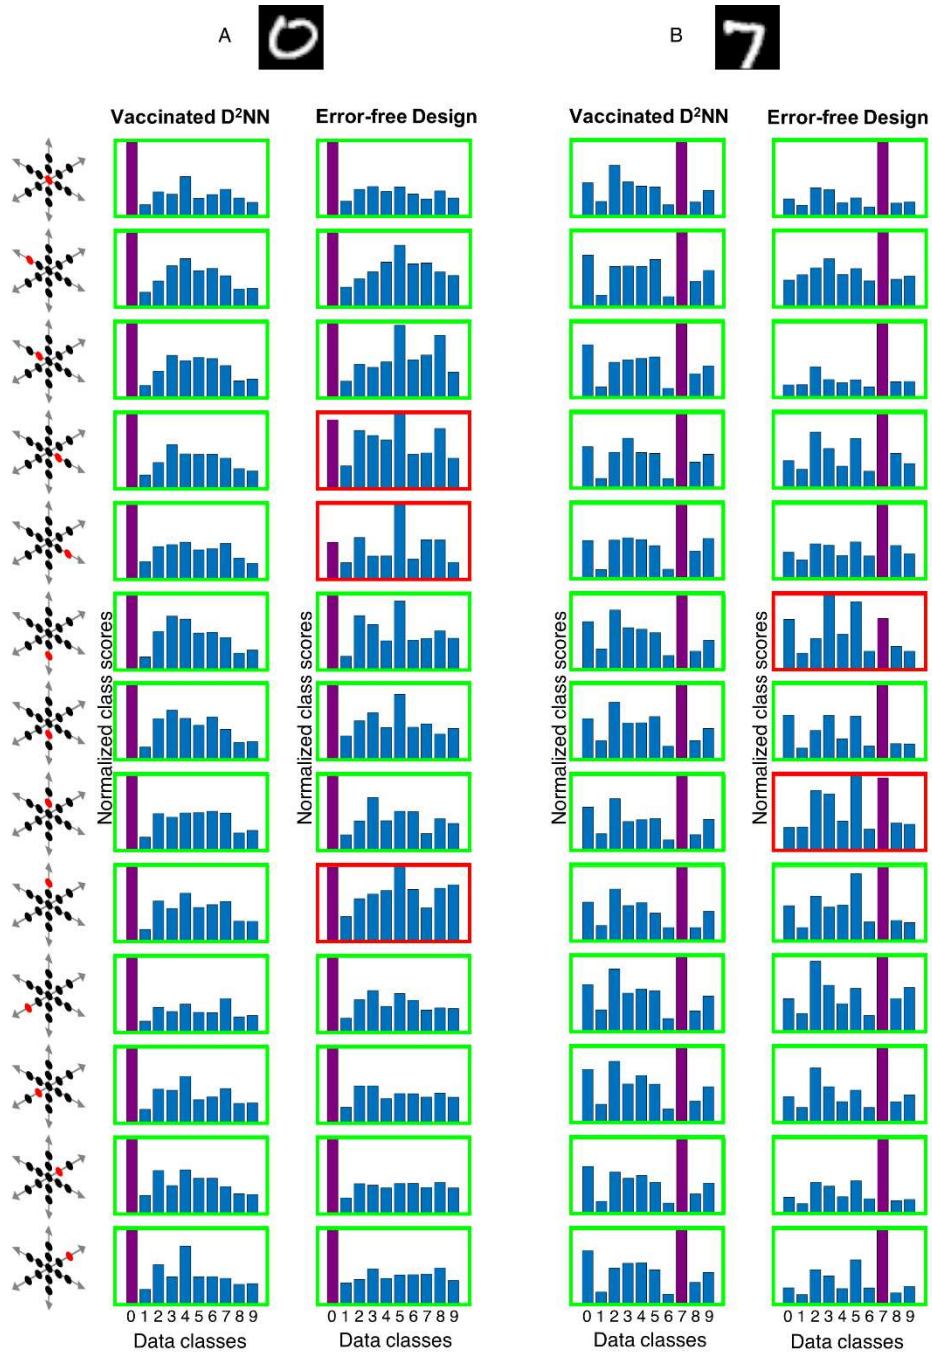 A
B
Vaccinated D²NN
Error-free Design
Vaccinated D²NN
Error-free Design
Normalized class scores
Normalized class scores
Normalized class scores
Normalized class scores
0 1 2 3 4 5 6 7 8 9
0 1 2 3 4 5 6 7 8 9
0 1 2 3 4 5 6 7 8 9
0 1 2 3 4 5 6 7 8 9
Data classes
Data classes
Data classes
Data classes